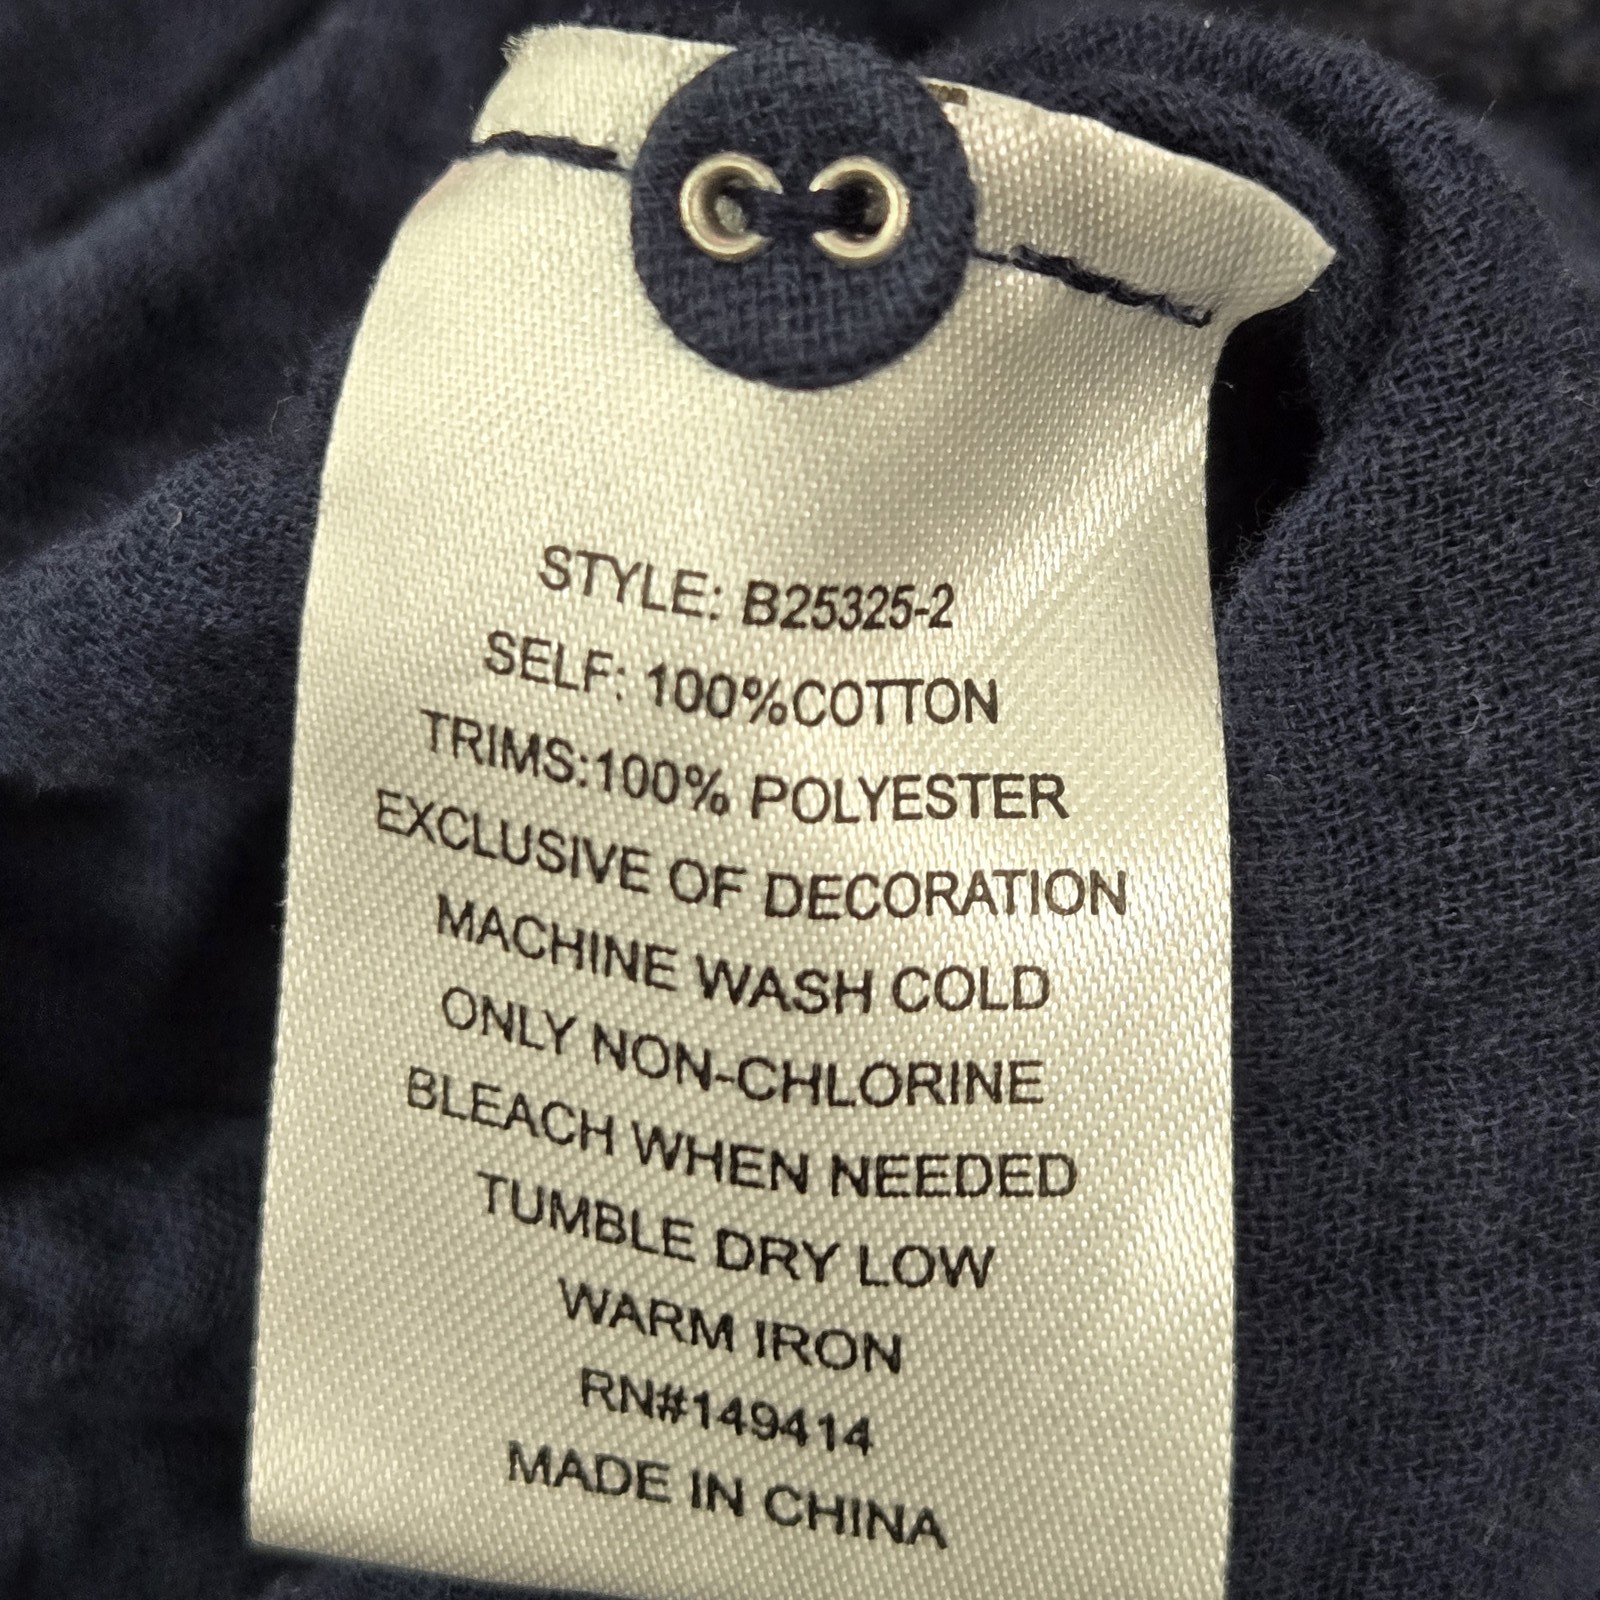 STYLE: B25325-2
SELF: 100%COTTON
TRIMS:100% POLYESTER
EXCLUSIVE OF DECORATION
MACHINE WASH COLD
ONLY NON-CHLORINE
BLEACH WHEN NEEDED
TUMBLE DRY LOW
WARM IRON
RN#149414
MADE IN CHINA